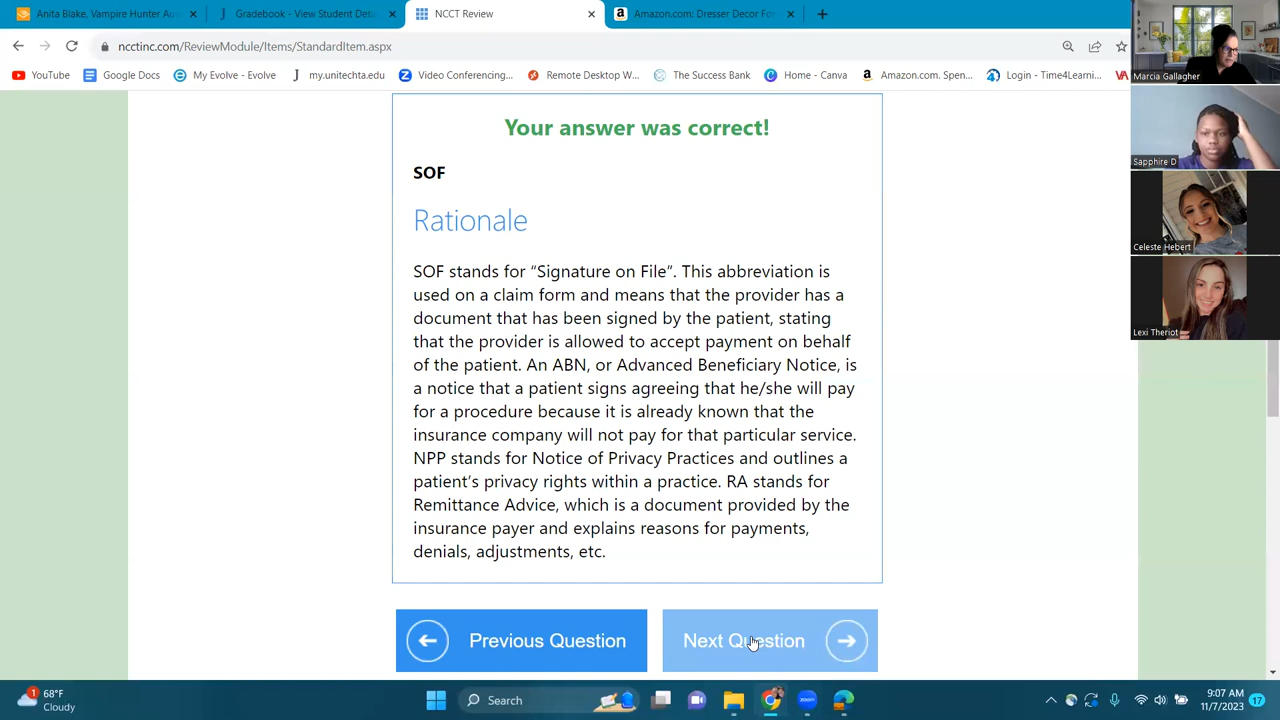 Anita Blake, Vampire Hunter Au
Gradebook - View Student Deta
NCCT Review
Amazon.com: Dresser Decor For
ncctinc.com/ReviewModule/Items/StandardItem.aspx
YouTube
Google Docs
My Evolve - Evolve
my.unitechta.edu
Video Conferencing...
Remote Desktop W...
The Success Bank
Home - Canva
Amazon.com. Spen...
Login - Time4Learni...
Marcia Gallagher
Sapphire D
Celeste Hebert
Lexi Theriot
Your answer was correct!
SOF
Rationale
SOF stands for “Signature on File”. This abbreviation is
used on a claim form and means that the provider has a
document that has been signed by the patient, stating
that the provider is allowed to accept payment on behalf
of the patient. An ABN, or Advanced Beneficiary Notice, is
a notice that a patient signs agreeing that he/she will pay
for a procedure because it is already known that the
insurance company will not pay for that particular service.
NPP stands for Notice of Privacy Practices and outlines a
patient’s privacy rights within a practice. RA stands for
Remittance Advice, which is a document provided by the
insurance payer and explains reasons for payments,
denials, adjustments, etc.
Previous Question
Next Question
1
68°F
Cloudy
Search
9:07 AM
11/7/2023
17